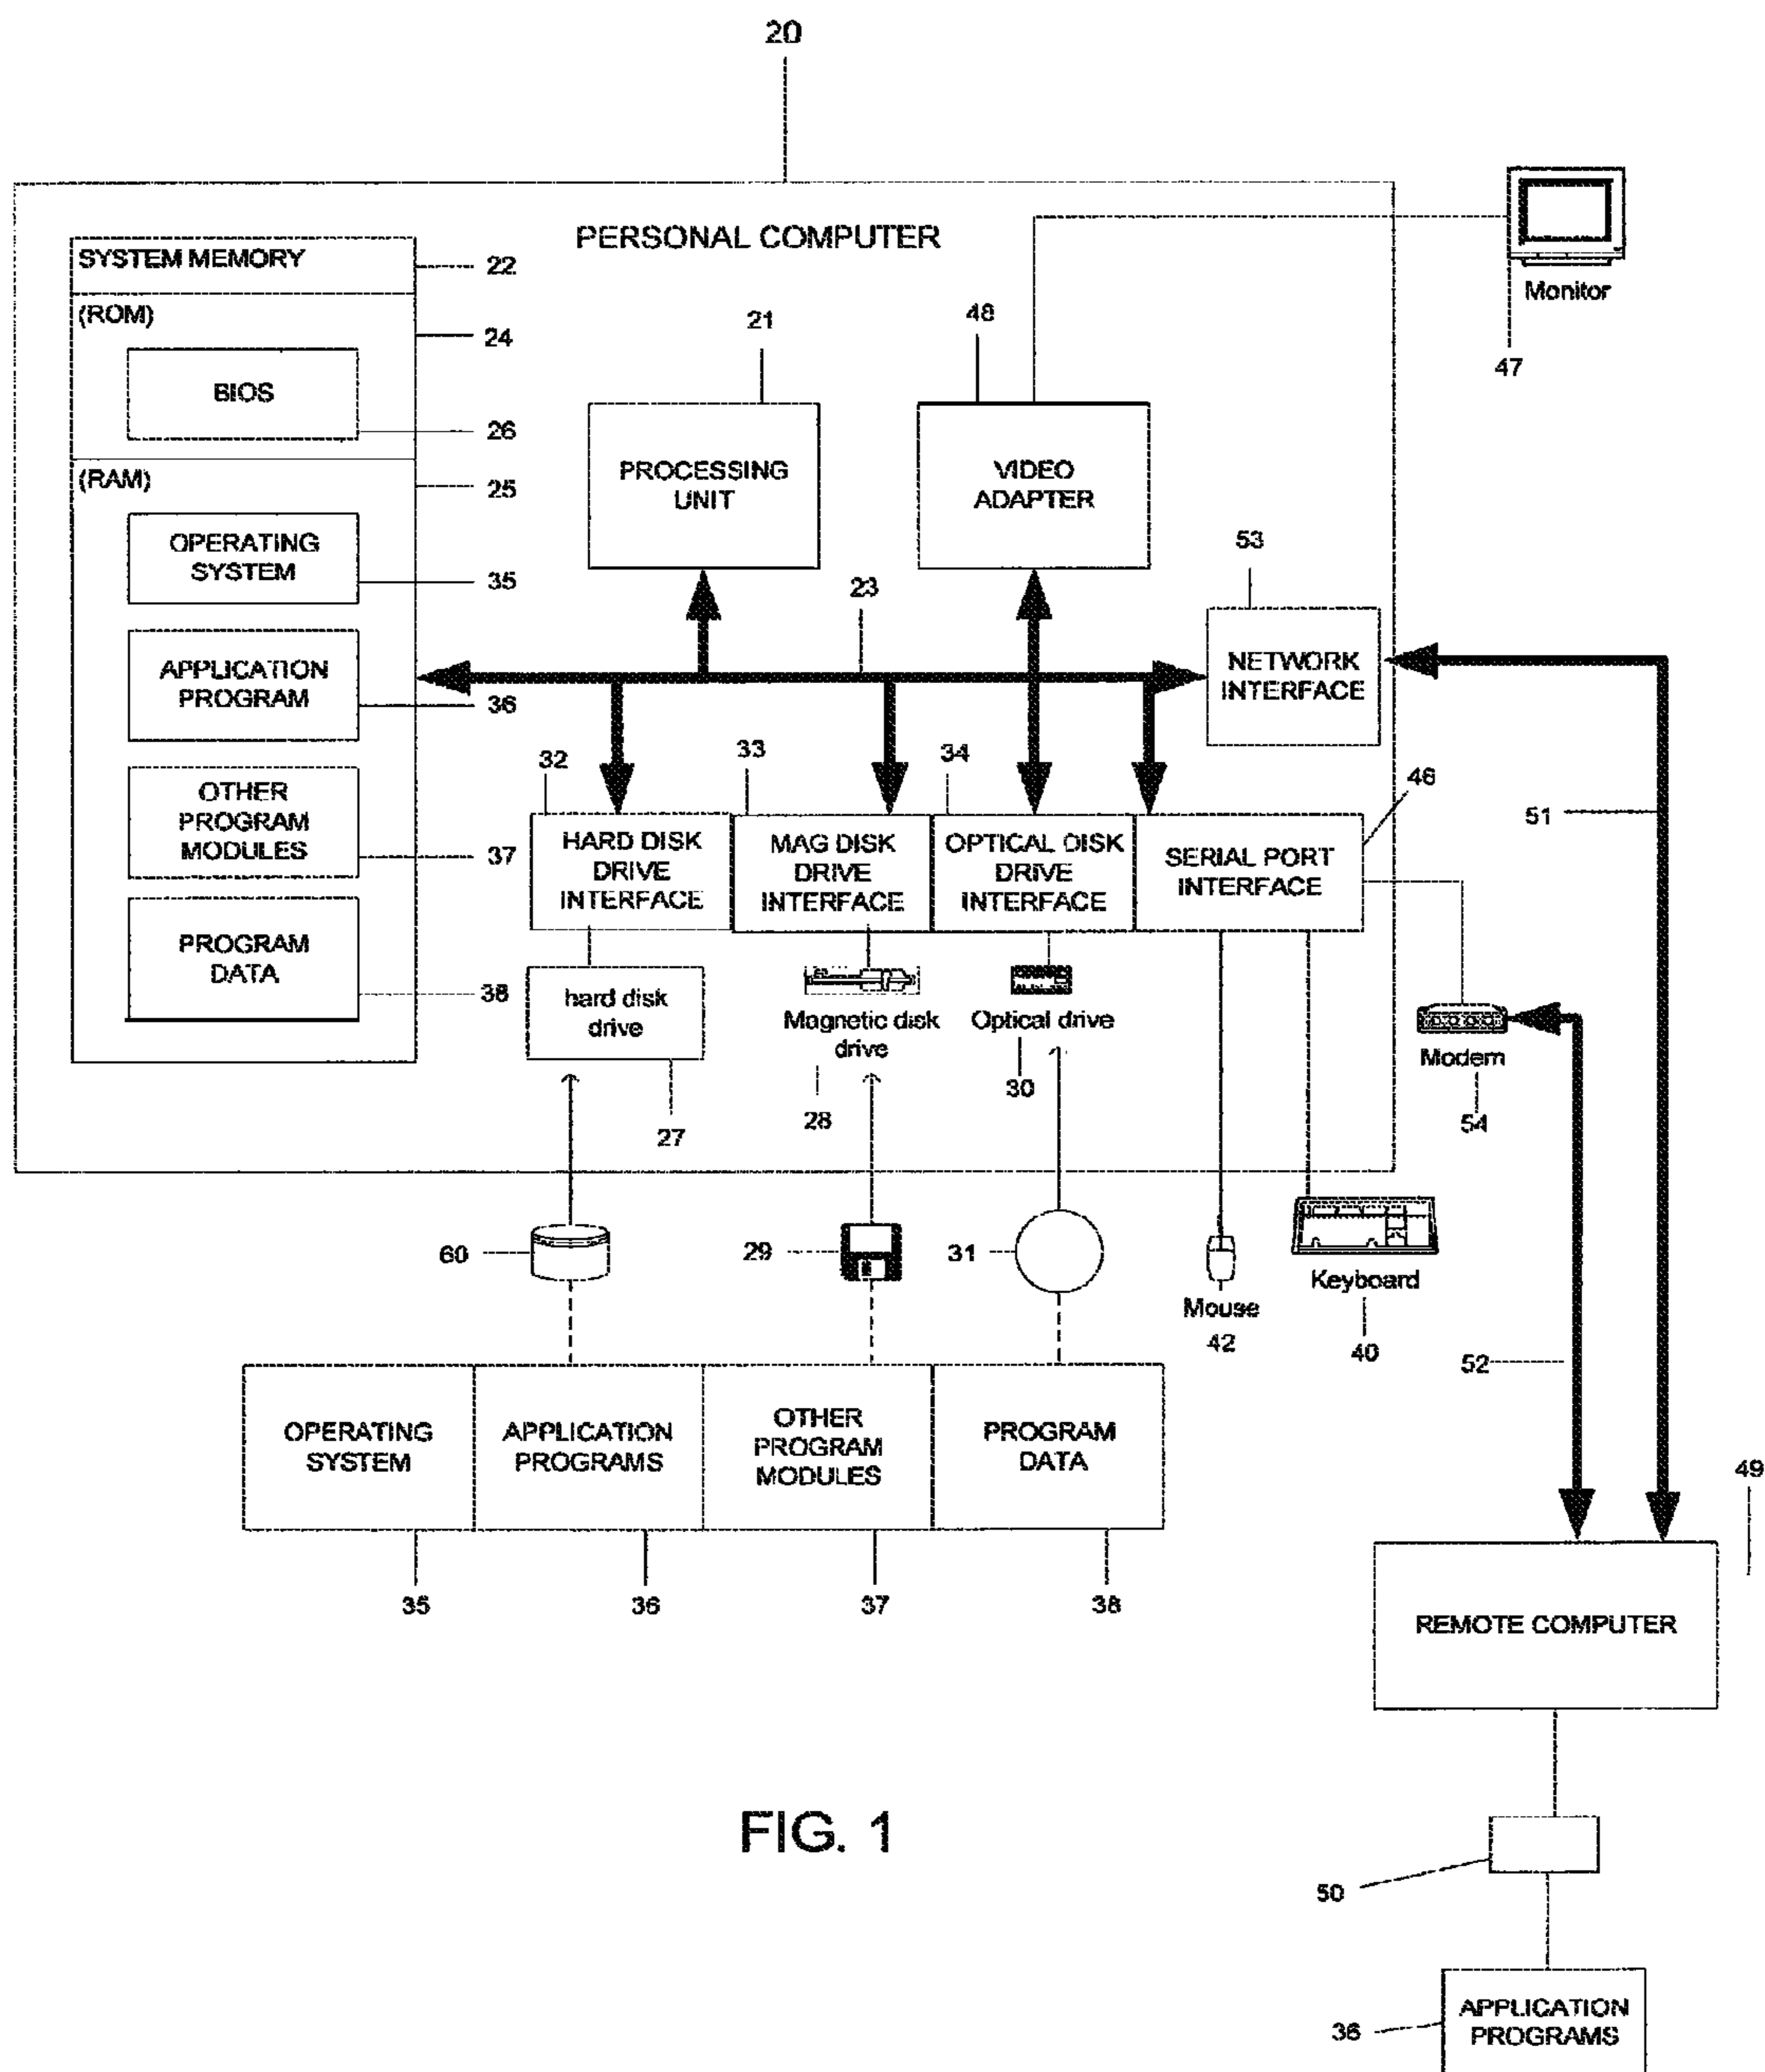 20
PERSONAL COMPUTER
SYSTEM MEMORY
22
(ROM)
24
BIOS
26
(RAM)
25
OPERATING
SYSTEM
35
APPLICATION
PROGRAM
36
OTHER
PROGRAM
MODULES
37
PROGRAM
DATA
38
21
PROCESSING
UNIT
48
VIDEO
ADAPTER
Monitor
47
23
53
NETWORK
INTERFACE
32
HARD DISK
DRIVE
INTERFACE
33
MAG DISK
DRIVE
INTERFACE
34
OPTICAL DISK
DRIVE
INTERFACE
46
SERIAL PORT
INTERFACE
51
hard disk
drive
27
Magnetic disk
drive
28
Optical drive
30
Modem
54
60
29
31
Mouse
42
Keyboard
40
52
OPERATING
SYSTEM
APPLICATION
PROGRAMS
OTHER
PROGRAM
MODULES
PROGRAM
DATA
35
36
37
38
49
REMOTE COMPUTER
FIG. 1
50
36
APPLICATION
PROGRAMS